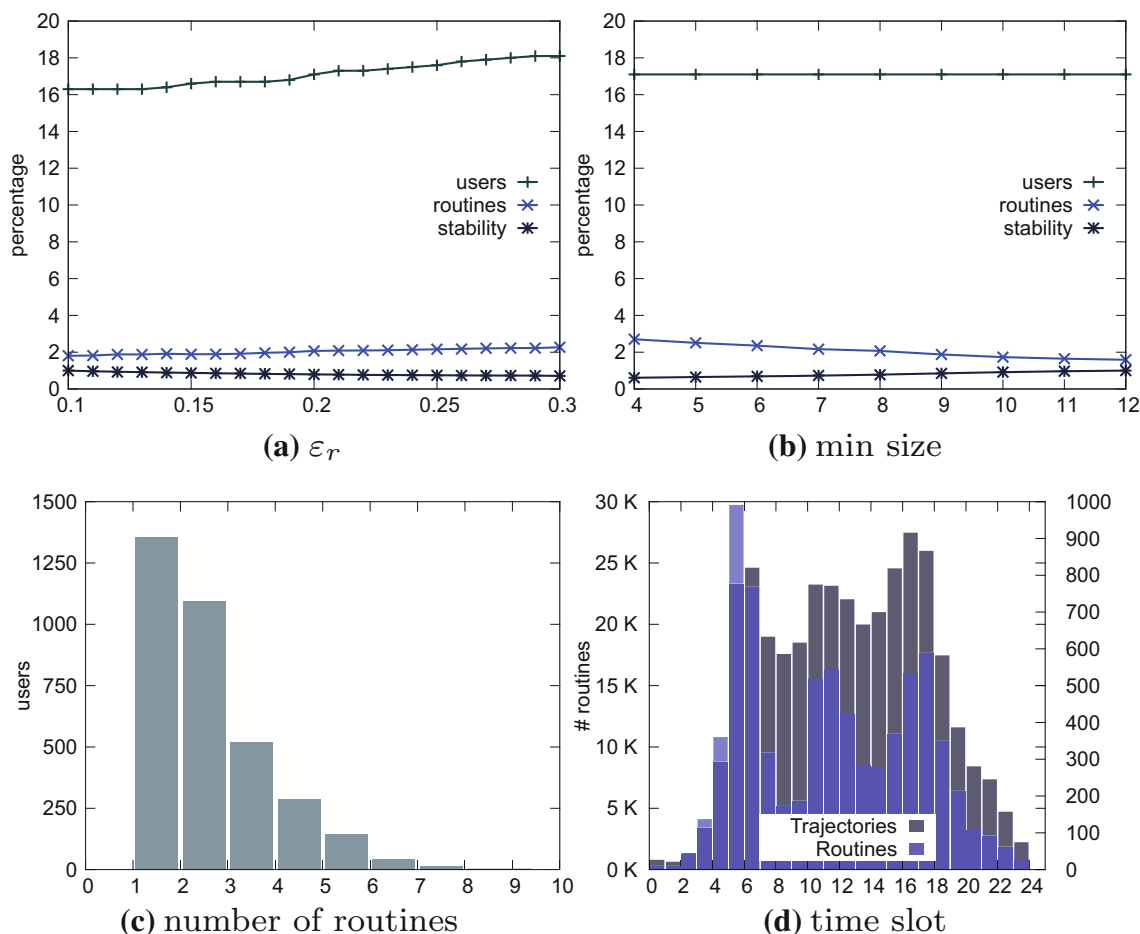 20
18
16
14
12
10
8
6
4
2
0
percentage
users
routines
stability
0.1 0.15 0.2 0.25 0.3
(a) εr
20
18
16
14
12
10
8
6
4
2
0
percentage
users
routines
stability
4 5 6 7 8 9 10 11 12
(b) min size
1500
1250
1000
750
500
250
0
users
0 1 2 3 4 5 6 7 8 9 10
(c) number of routines
30 K
25 K
20 K
15 K
10 K
5 K
0 K
# routines
1000
900
800
700
600
500
400
300
200
100
0
Trajectories
Routines
0 2 4 6 8 10 12 14 16 18 20 22 24
(d) time slot